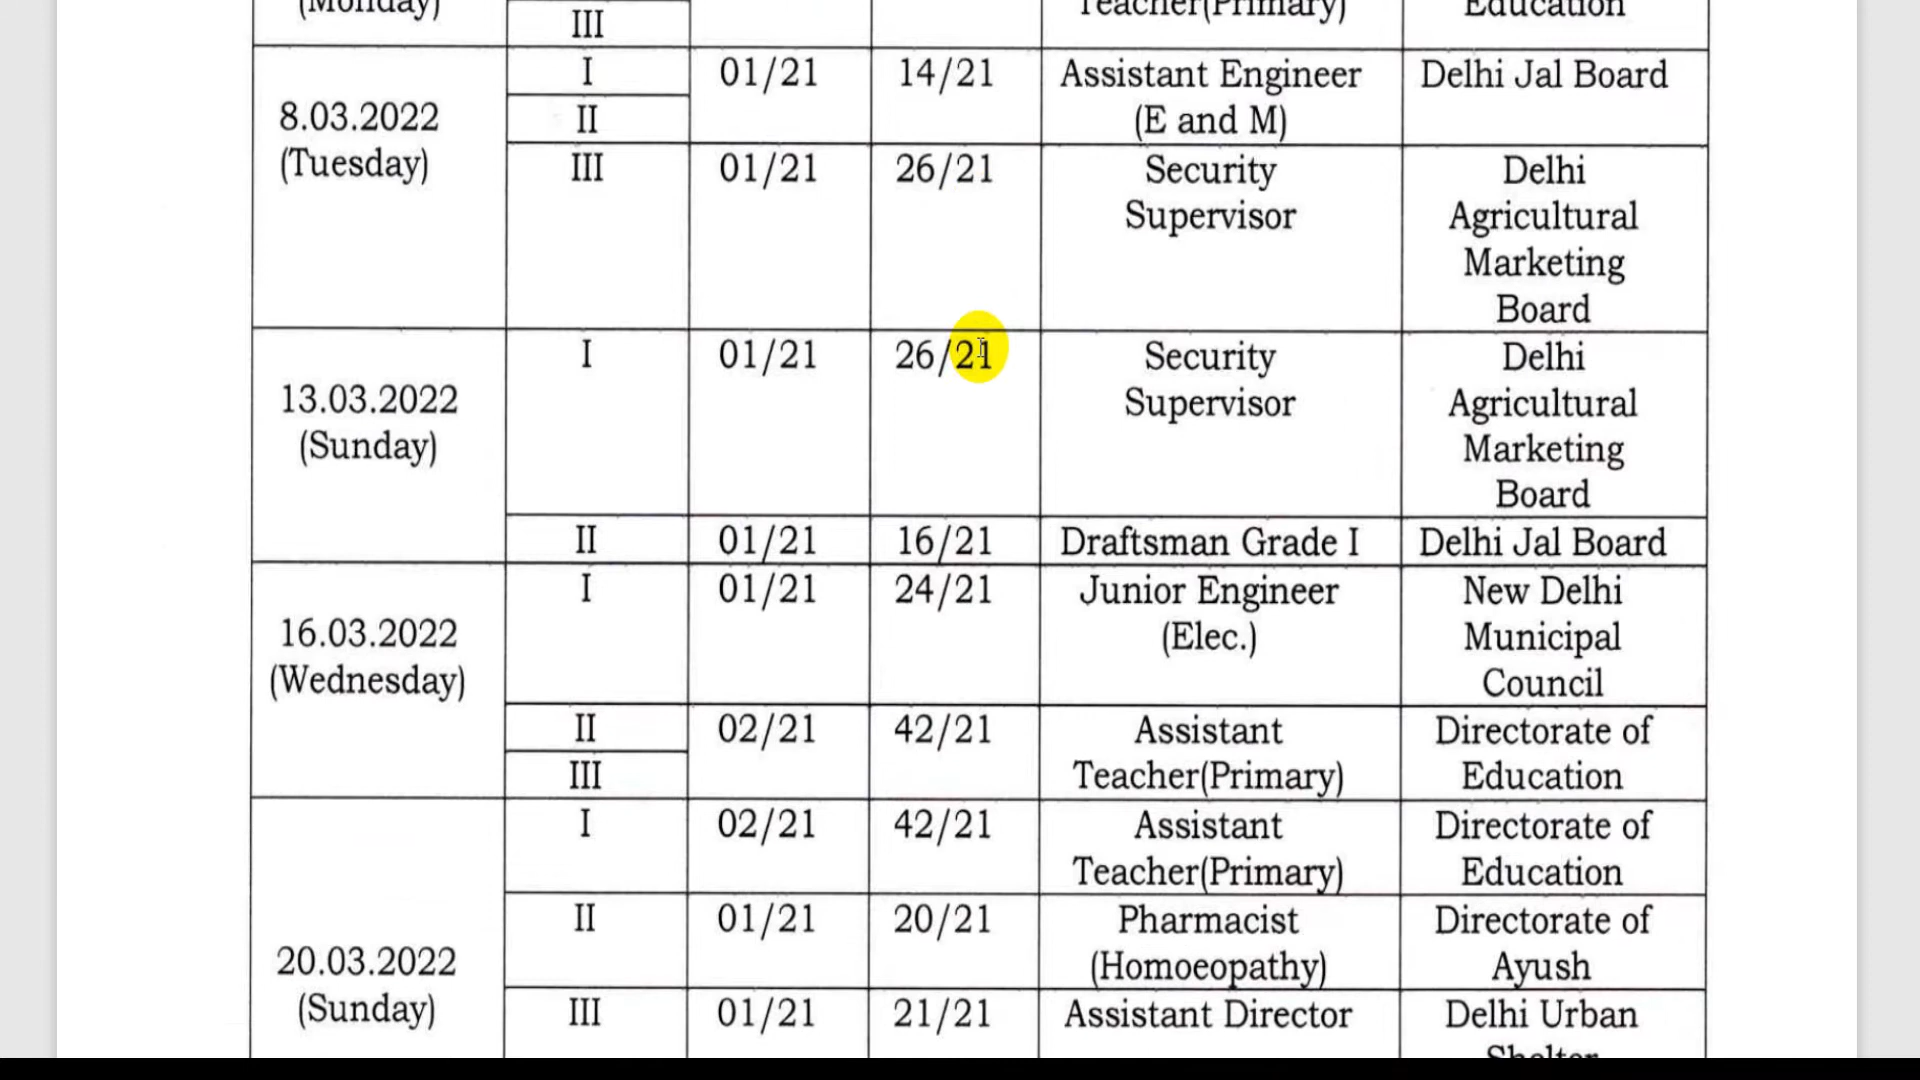 (Monday)
III
Teacher(Primary)
Education
8.03.2022
(Tuesday)
I
01/21
14/21
Assistant Engineer
(E and M)
Delhi Jal Board
II
III
01/21
26/21
Security
Supervisor
Delhi
Agricultural
Marketing
Board
13.03.2022
(Sunday)
I
01/21
26/21
Security
Supervisor
Delhi
Agricultural
Marketing
Board
II
01/21
16/21
Draftsman Grade I
Delhi Jal Board
16.03.2022
(Wednesday)
I
01/21
24/21
Junior Engineer
(Elec.)
New Delhi
Municipal
Council
II
02/21
42/21
Assistant
Teacher(Primary)
Directorate of
Education
III
20.03.2022
(Sunday)
I
02/21
42/21
Assistant
Teacher(Primary)
Directorate of
Education
II
01/21
20/21
Pharmacist
(Homoeopathy)
Directorate of
Ayush
III
01/21
21/21
Assistant Director
Delhi Urban
Shelter